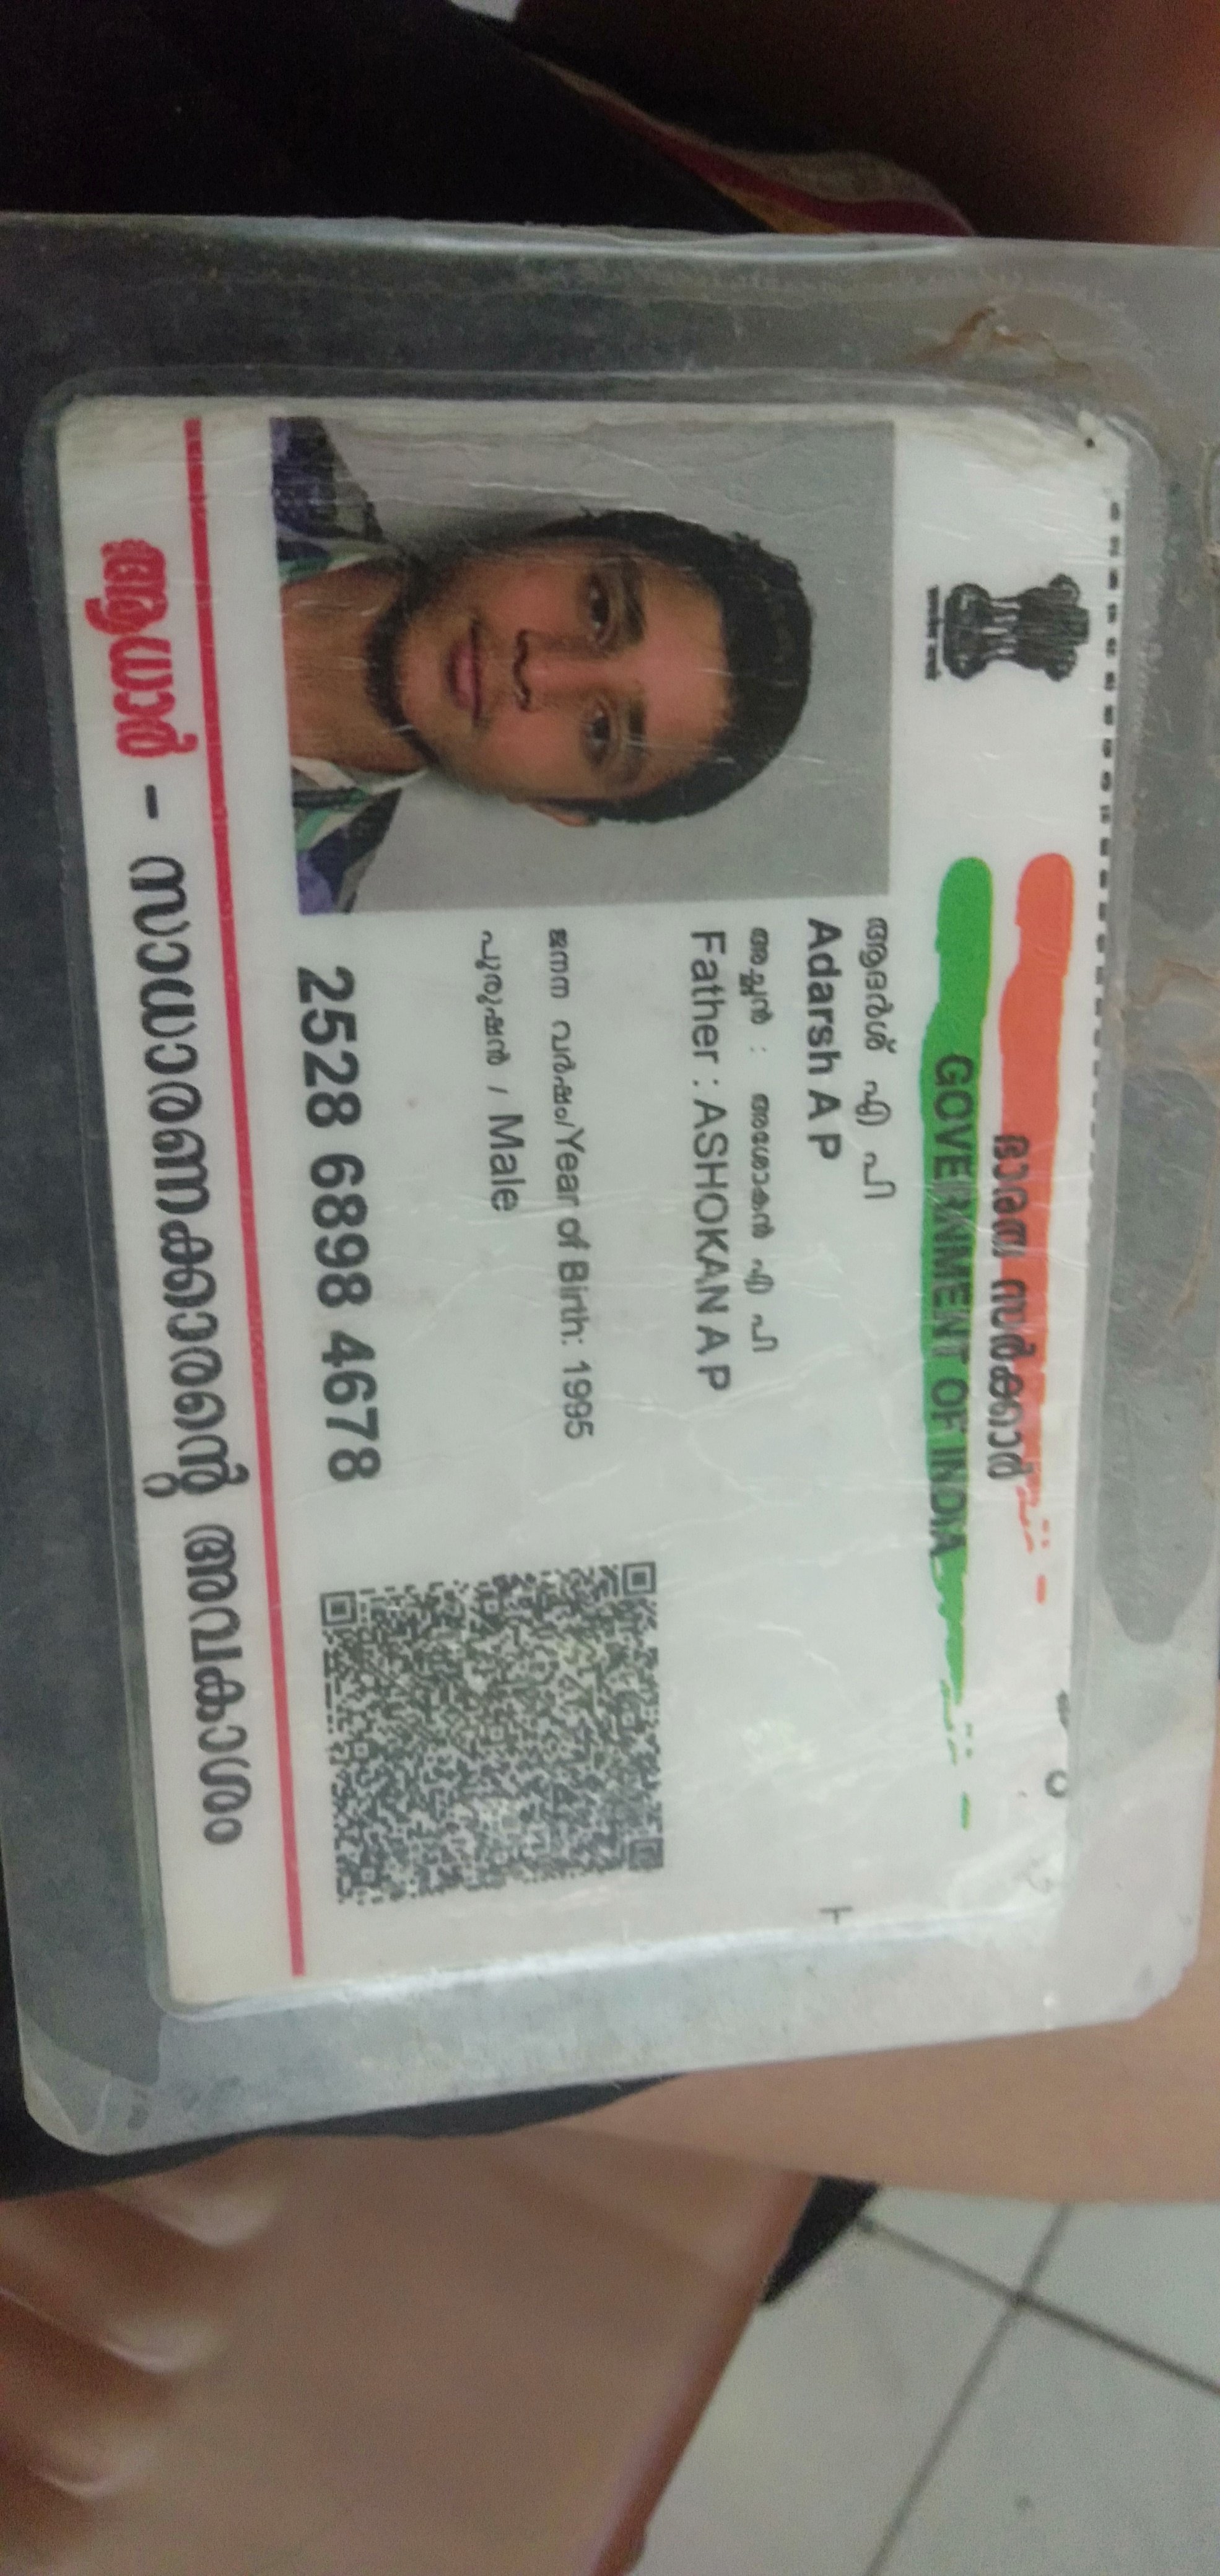 ഭാരത സർക്കാർ
GOVERNMENT OF INDIA
ആദർശ് എ പി
Adarsh A P
അച്ഛൻ : അശോകൻ എ പി
Father : ASHOKAN A P
ജനന വർഷം/Year of Birth: 1995
പുരുഷൻ / Male
2528 6898 4678
ആധാർ - സാധാരണക്കാരന്റെ അവകാശം